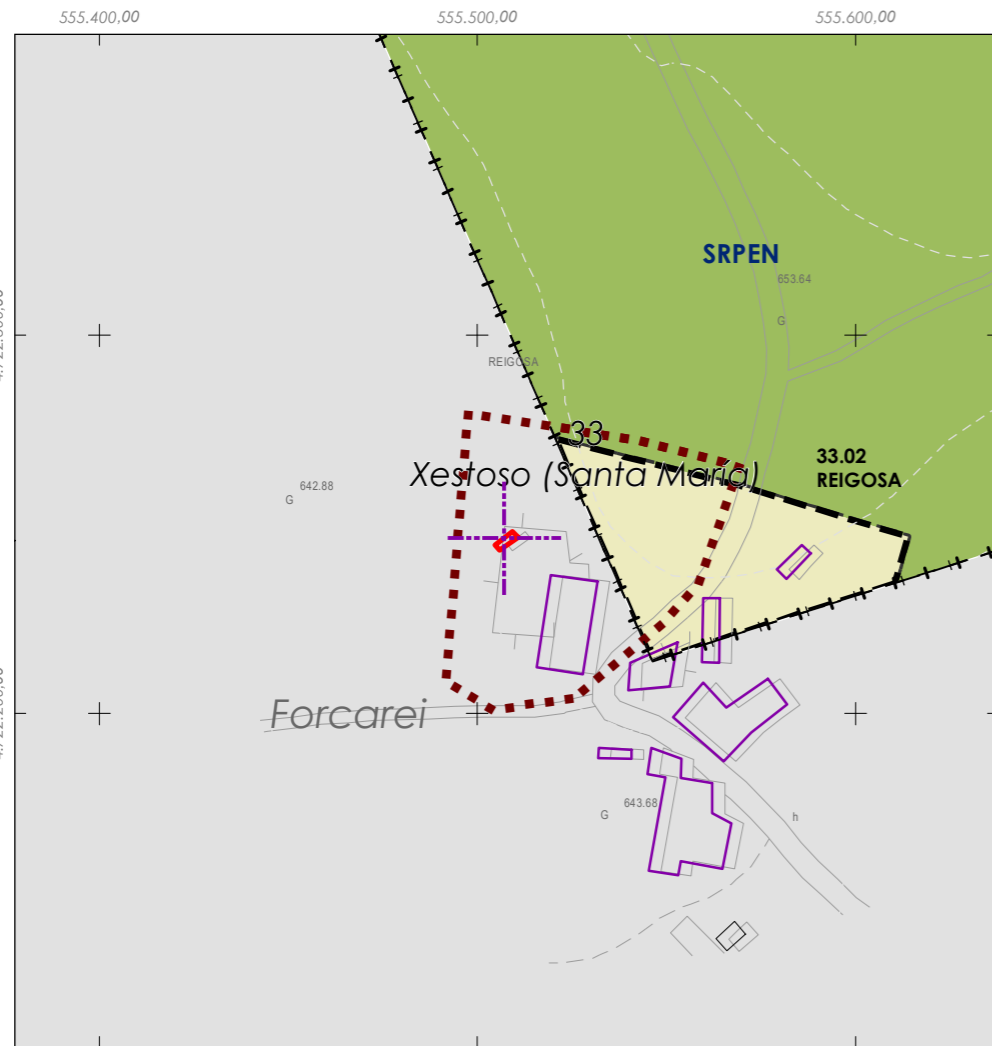 555.400,00
555.500,00
555.600,00
SRPEN
653.64
G
REIGOSA
33
Xestoso (Santa María)
33.02
REIGOSA
642.88
G
Forcarei
643.68
G
h